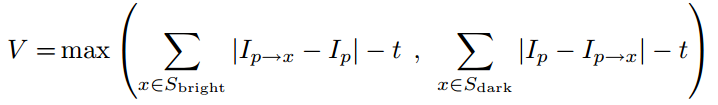 V = max ( ∑_{x∈S_bright} |I_{p→x} − I_p| − t , ∑_{x∈S_dark} |I_p − I_{p→x}| − t )